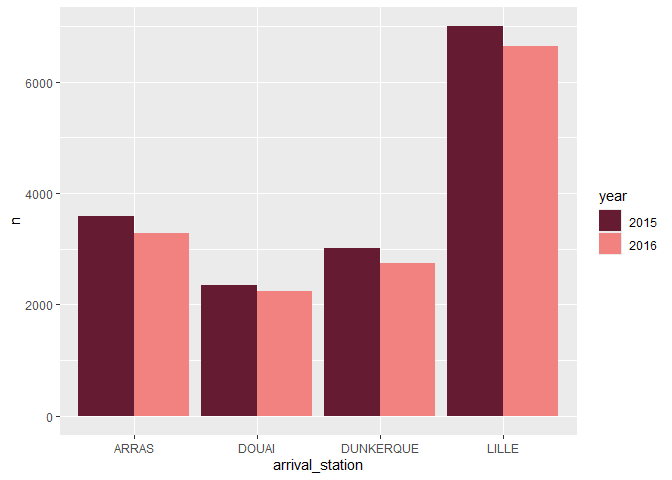 n
6000
4000
2000
0
ARRAS DOUAI DUNKERQUE LILLE
arrival_station
year
2015
2016